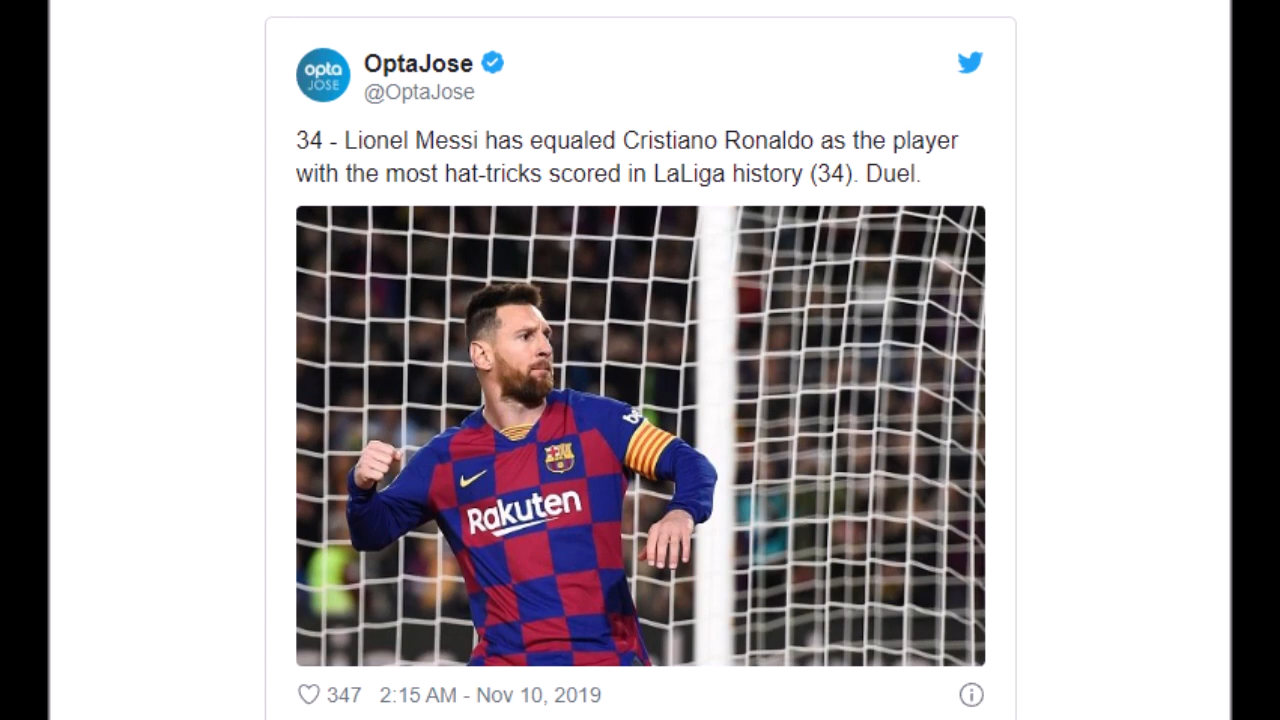 opta
JOSE
OptaJose
@OptaJose
34 - Lionel Messi has equaled Cristiano Ronaldo as the player
with the most hat-tricks scored in LaLiga history (34). Duel.
Rakuten
347 2:15 AM - Nov 10, 2019